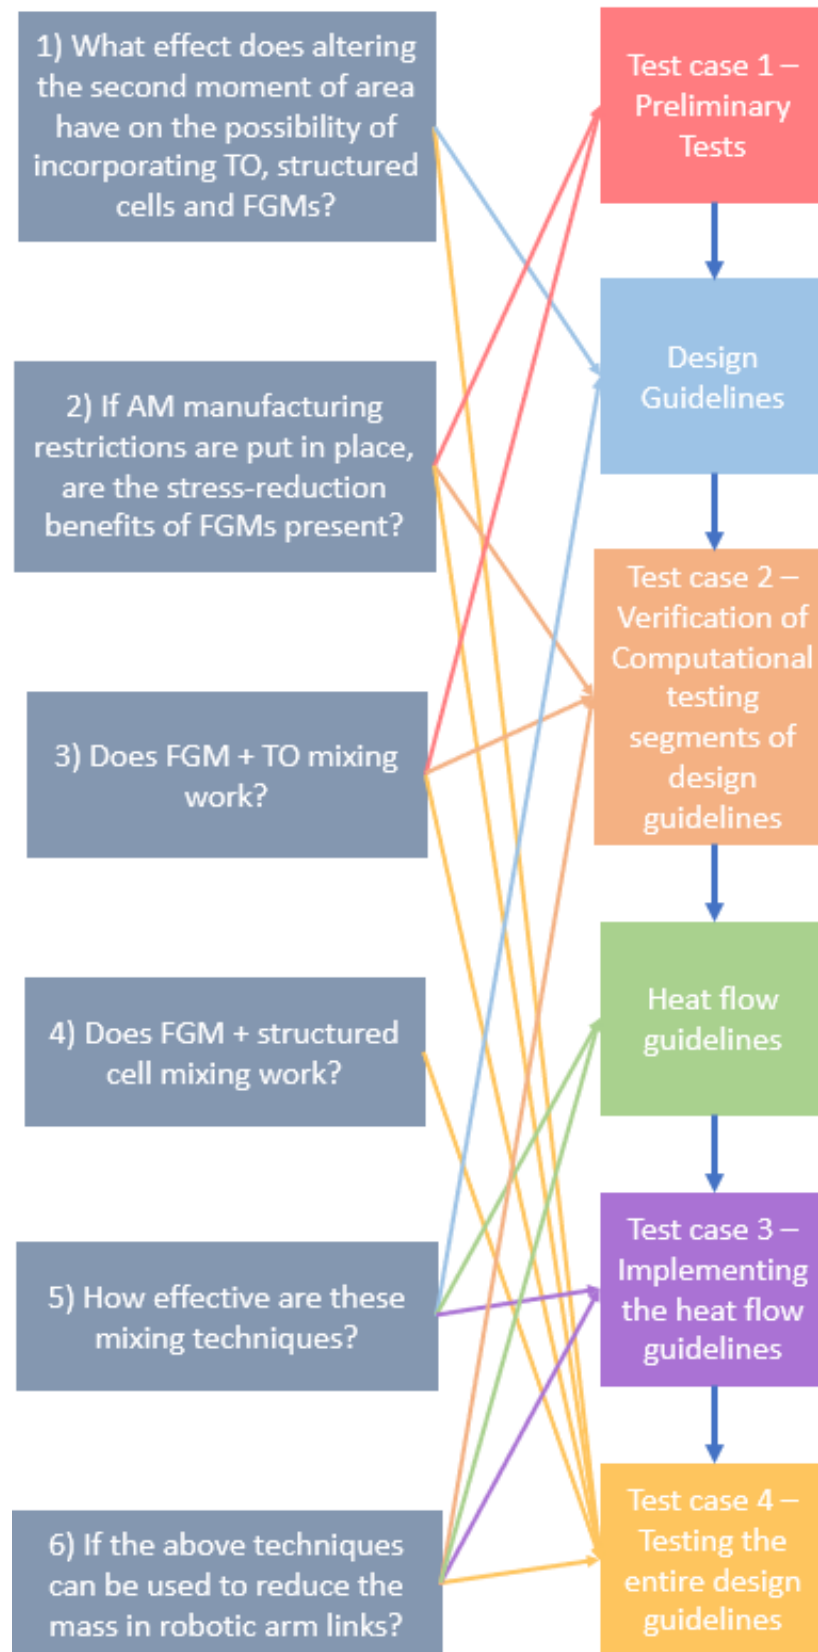 1) What effect does altering
the second moment of area
have on the possibility of
incorporating TO, structured
cells and FGMs?
2) If AM manufacturing
restrictions are put in place,
are the stress-reduction
benefits of FGMs present?
3) Does FGM + TO mixing
work?
4) Does FGM + structured
cell mixing work?
5) How effective are these
mixing techniques?
6) If the above techniques
can be used to reduce the
mass in robotic arm links?
Test case 1 –
Preliminary
Tests
Design
Guidelines
Test case 2 –
Verification of
Computational
testing
segments of
design
guidelines
Heat flow
guidelines
Test case 3 –
Implementing
the heat flow
guidelines
Test case 4 –
Testing the
entire design
guidelines